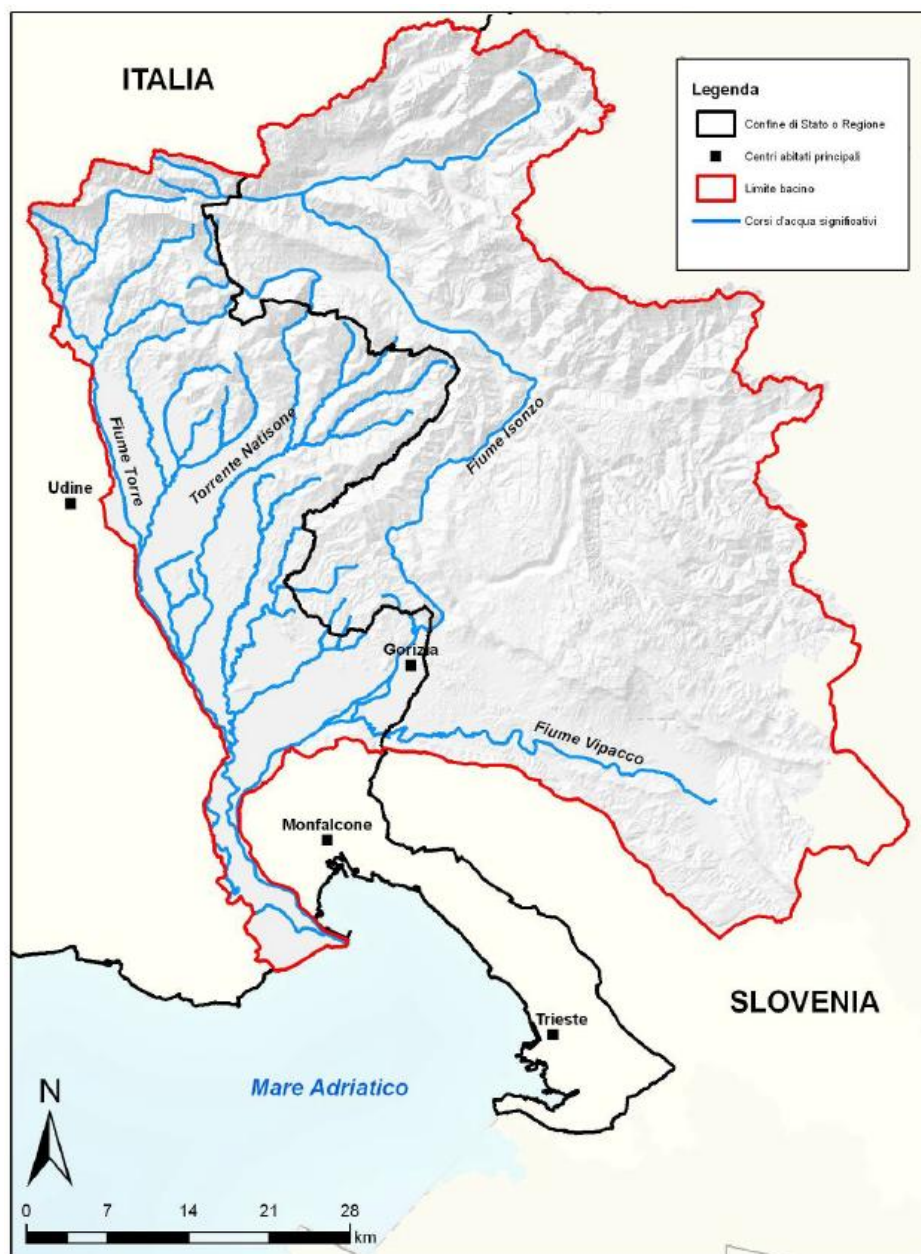 ITALIA
Legenda
Confine di Stato o Regione
Centri abitati principali
Limite bacino
Corsi d'acqua significativi
Fiume Torre
Torrente Natisone
Fiume Isonzo
Udine
Gorizia
Fiume Vipacco
Monfalcone
SLOVENIA
Trieste
Mare Adriatico
N
0 7 14 21 28
km